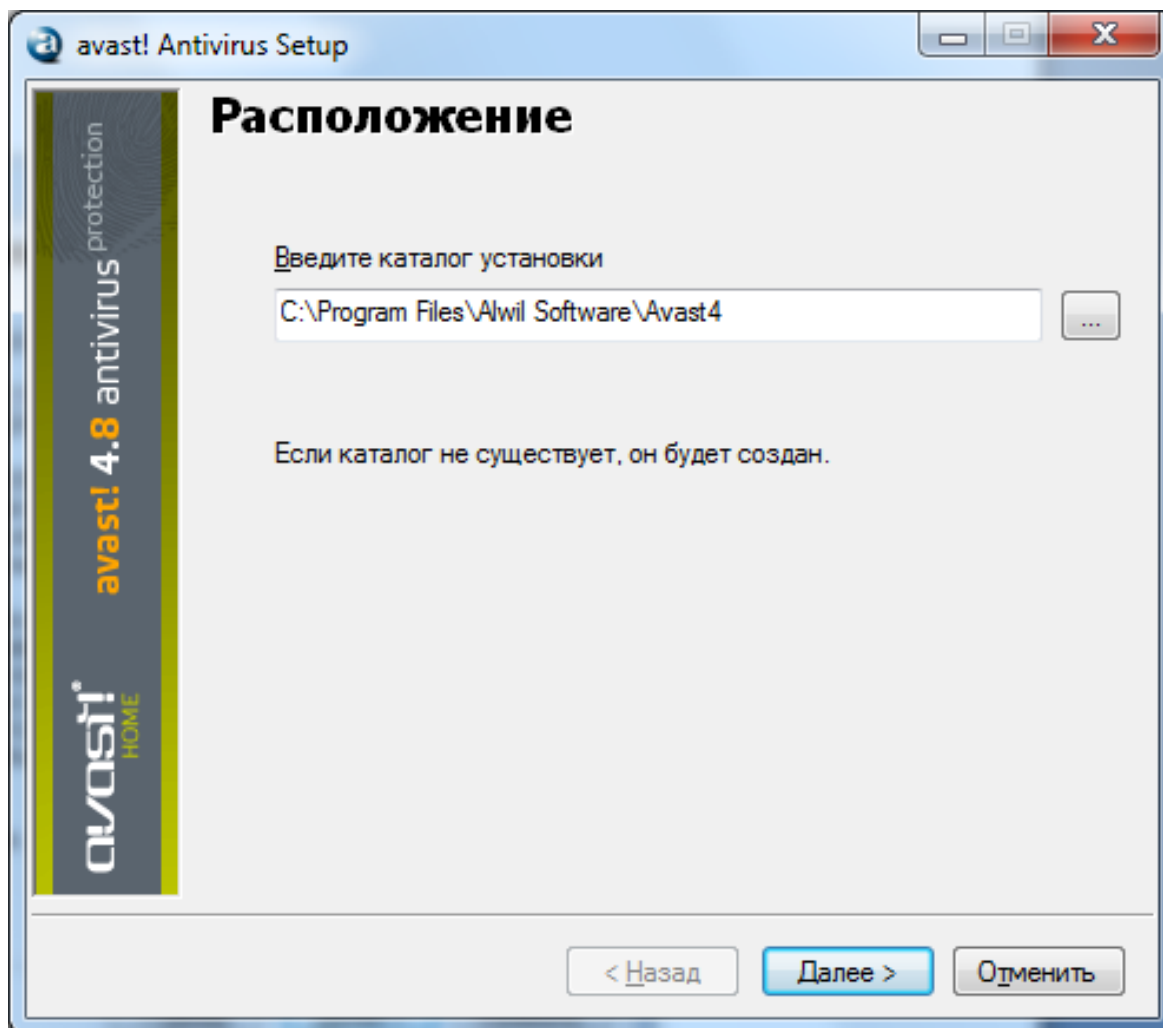 avast! Antivirus Setup
avast! 4.8 antivirus protection
avast!®
HOME
Расположение
Введите каталог установки
C:\Program Files\Alwil Software\Avast4
...
Если каталог не существует, он будет создан.
< Назад
Далее >
Отменить